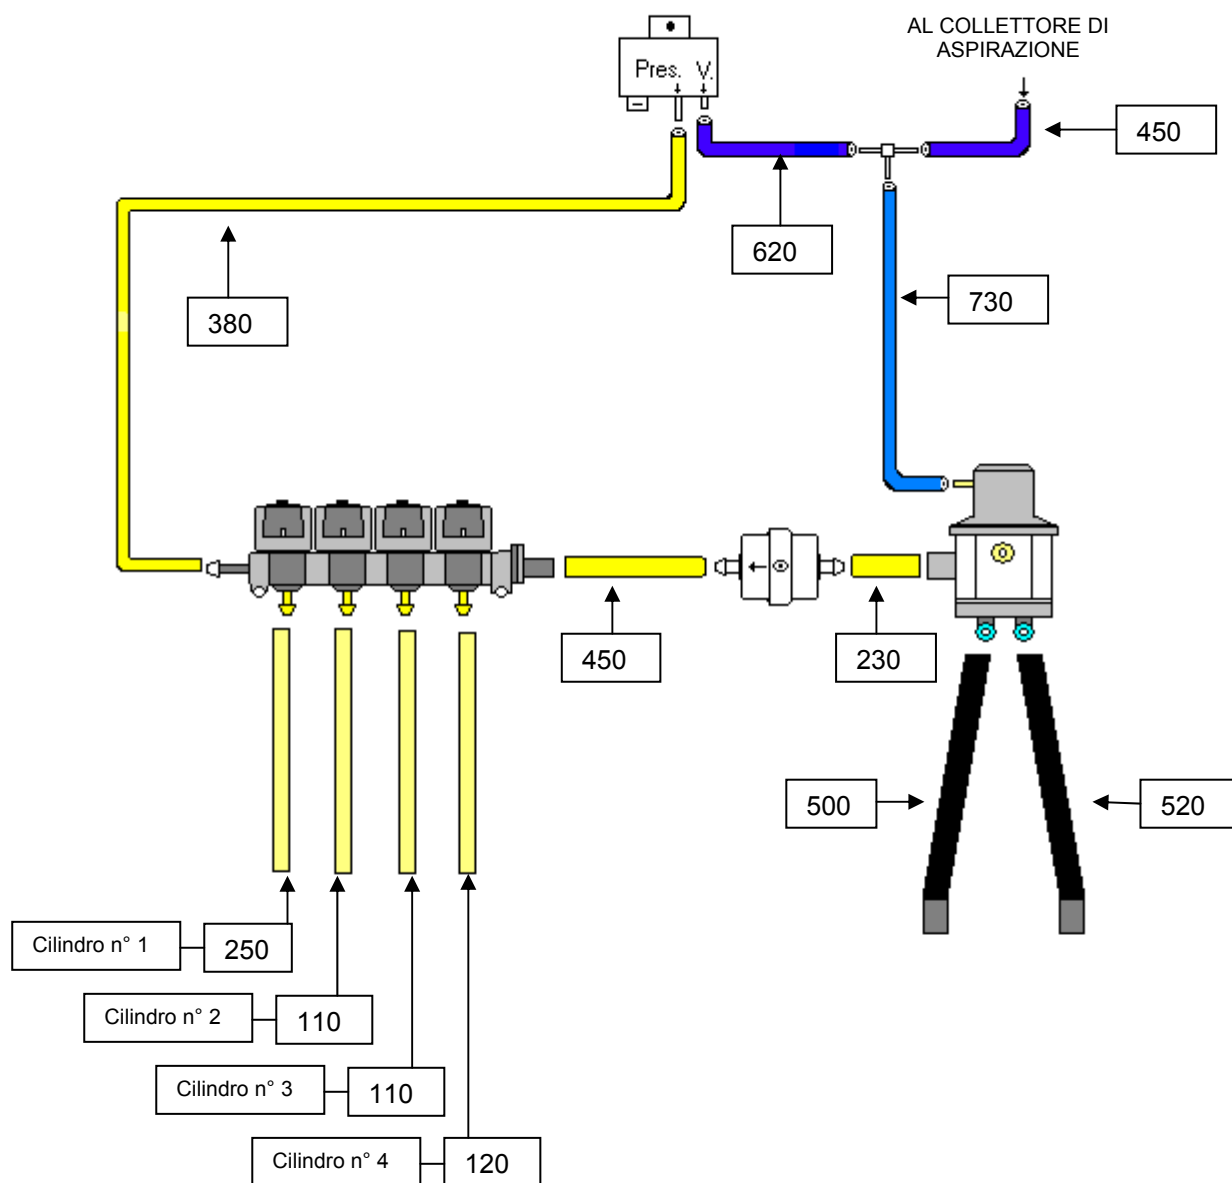 AL COLLETTORE DI
ASPIRAZIONE
Pres. V.
450
620
730
380
450
230
500
520
Cilindro n° 1
250
Cilindro n° 2
110
Cilindro n° 3
110
Cilindro n° 4
120